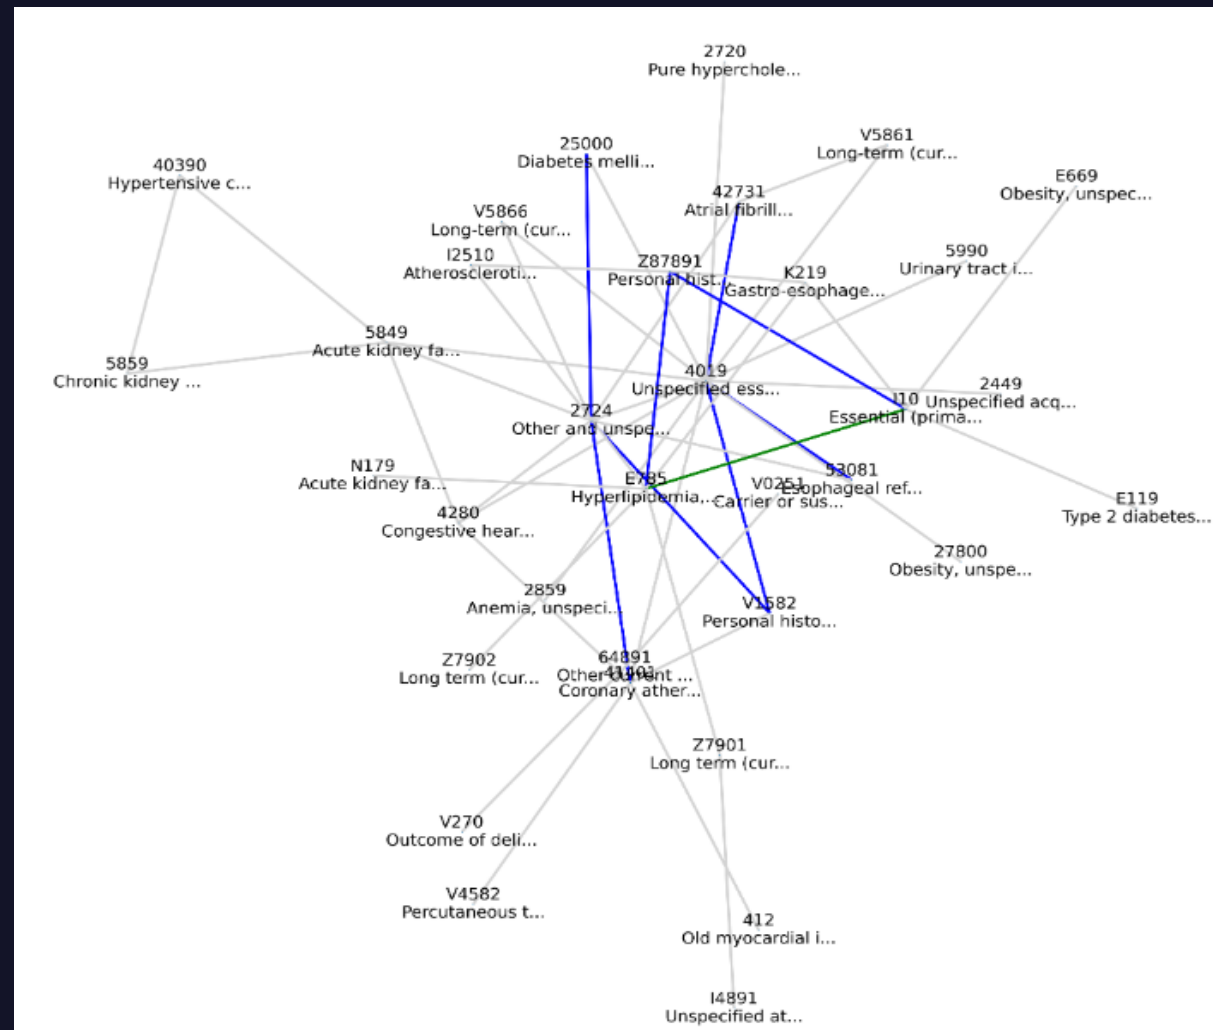 2720
Pure hyperchole...
V5861
Long-term (cur...
25000
Diabetes melli...
40390
Hypertensive c...
E669
Obesity, unspec...
42731
Atrial fibrill...
V5866
Long-term (cur...
5990
Urinary tract i...
I2510
Atheroscleroti...
Z87891
Personal hist...
K219
Gastro-esophage...
5849
Acute kidney fa...
5859
Chronic kidney ...
4019
Unspecified ess...
2449
Unspecified acq...
I10
Essential (prima...
2724
Other and unspe...
N179
Acute kidney fa...
E785
Hyperlipidemia,...
V0251
Carrier or sus...
53081
Esophageal ref...
E119
Type 2 diabetes...
4280
Congestive hear...
27800
Obesity, unspe...
2859
Anemia, unspeci...
V1582
Personal histo...
64891
Other current ...
41401
Coronary ather...
Z7902
Long term (cur...
Z7901
Long term (cur...
V270
Outcome of deli...
V4582
Percutaneous t...
412
Old myocardial i...
I4891
Unspecified at...